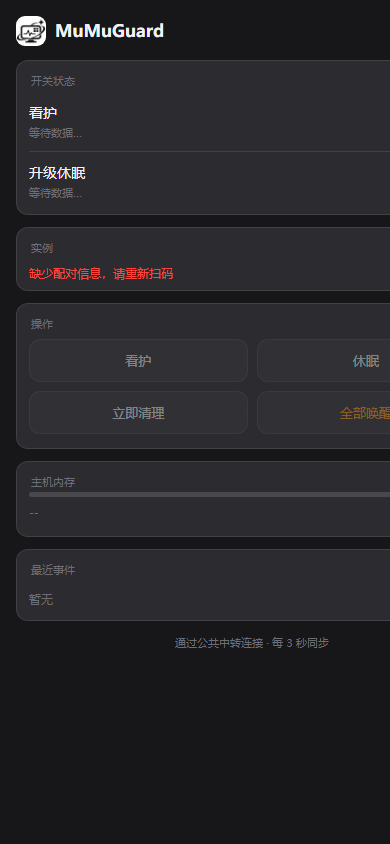 MuMuGuard
开关状态
看护
等待数据...
升级休眠
等待数据...
实例
缺少配对信息，请重新扫码
操作
看护 休眠
立即清理 全部唤醒
主机内存
--
最近事件
暂无
通过公共中转连接 · 每 3 秒同步